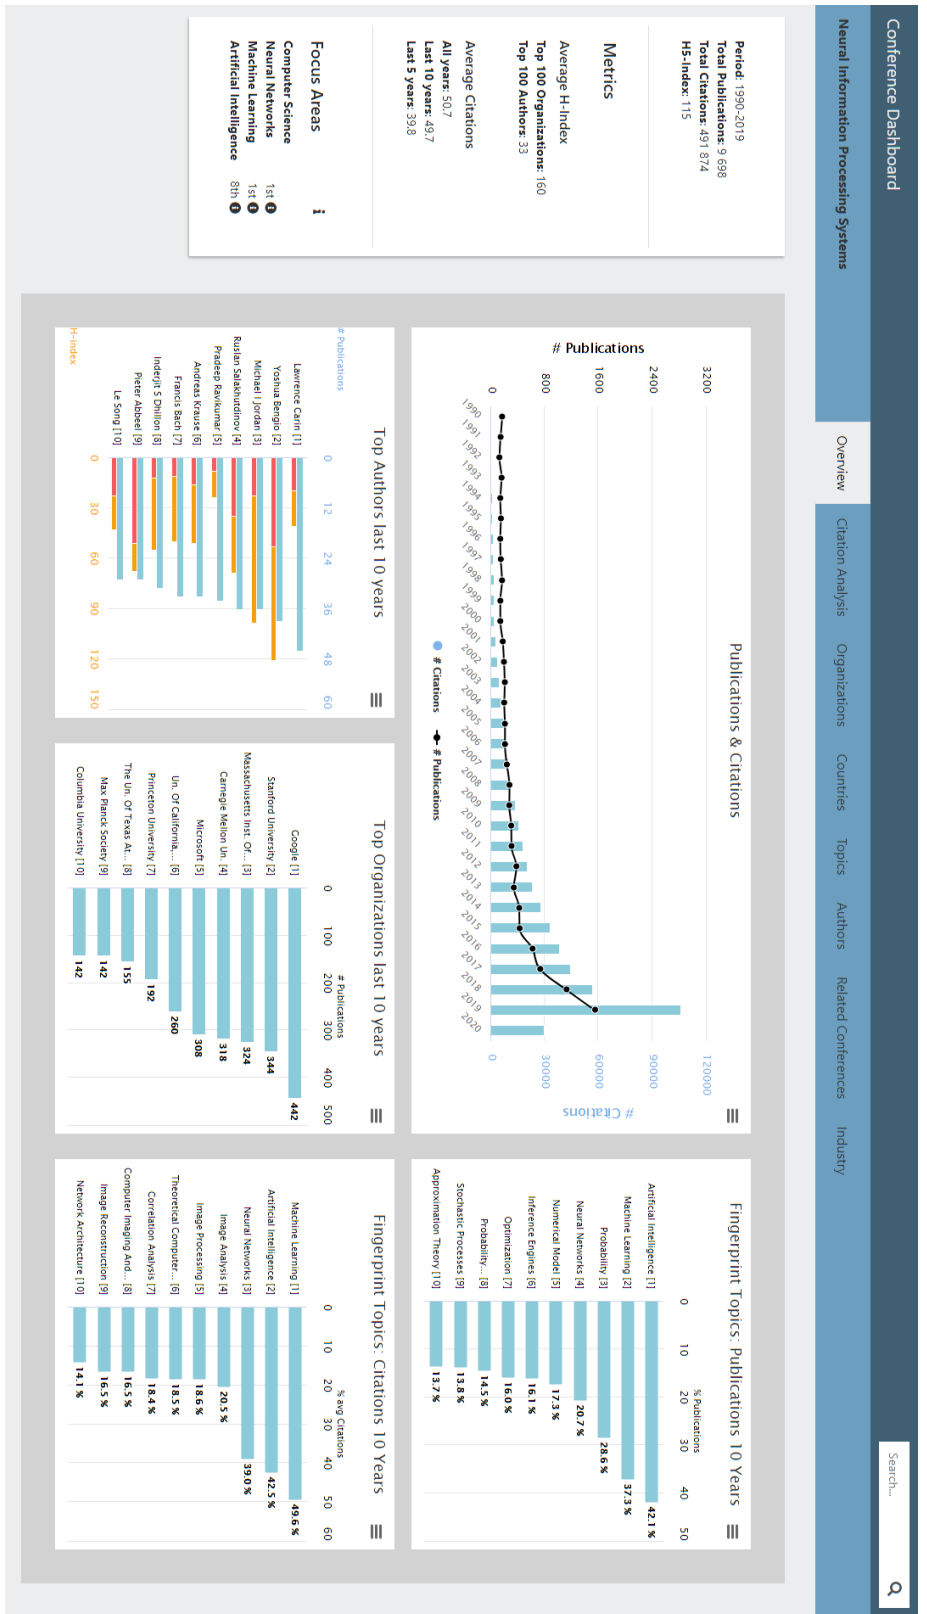 Conference Dashboard
Search...
Neural Information Processing Systems
Overview
Citation Analysis
Organizations
Countries
Topics
Authors
Related Conferences
Industry
Period: 1990-2019
Total Publications: 9 698
Total Citations: 491 874
H5-Index: 115
Metrics
Average H-Index
Top 100 Organizations: 160
Top 100 Authors: 33
Average Citations
All years: 50.7
Last 10 years: 49.7
Last 5 years: 39.8
Focus Areas
Computer Science
Neural Networks 1st
Machine Learning 1st
Artificial Intelligence 8th
Publications & Citations
# Publications
3200
2400
1600
800
0
120000
90000
60000
30000
0
# Citations
1990 1991 1992 1993 1994 1995 1996 1997 1998 1999 2000 2001 2002 2003 2004 2005 2006 2007 2008 2009 2010 2011 2012 2013 2014 2015 2016 2017 2018 2019 2020
# Citations # Publications
Fingerprint Topics: Publications 10 Years
% Publications
0 10 20 30 40 50
Artificial Intelligence [1] 42.1 %
Machine Learning [2] 37.3 %
Probability [3] 28.6 %
Neural Networks [4] 20.7 %
Numerical Model [5] 17.3 %
Inference Engines [6] 16.1 %
Optimization [7] 16.0 %
Probability... [8] 14.5 %
Stochastic Processes [9] 13.8 %
Approximation Theory [10] 13.7 %
Top Authors last 10 years
# Publications
0 12 24 36 48 60
Lawrence Carin [1]
Yoshua Bengio [2]
Michael I Jordan [3]
Ruslan Salakhutdinov [4]
Pradeep Ravikumar [5]
Andreas Krause [6]
Francis Bach [7]
Inderjit S Dhillon [8]
Pieter Abbeel [9]
Le Song [10]
0 30 60 90 120 150
H-index
Top Organizations last 10 years
# Publications
0 100 200 300 400 500
Google [1] 442
Stanford University [2] 344
Massachusetts Inst. Of... [3] 324
Carnegie Mellon Un. [4] 318
Microsoft [5] 308
Un. Of California,... [6] 260
Princeton University [7] 192
The Un. Of Texas At... [8] 155
Max Planck Society [9] 142
Columbia University [10] 142
Fingerprint Topics: Citations 10 Years
% avg Citations
0 10 20 30 40 50 60
Machine Learning [1] 49.6 %
Artificial Intelligence [2] 42.5 %
Neural Networks [3] 39.0 %
Image Analysis [4] 20.5 %
Image Processing [5] 18.6 %
Theoretical Computer... [6] 18.5 %
Correlation Analysis [7] 18.4 %
Computer Imaging And... [8] 16.5 %
Image Reconstruction [9] 16.5 %
Network Architecture [10] 14.1 %